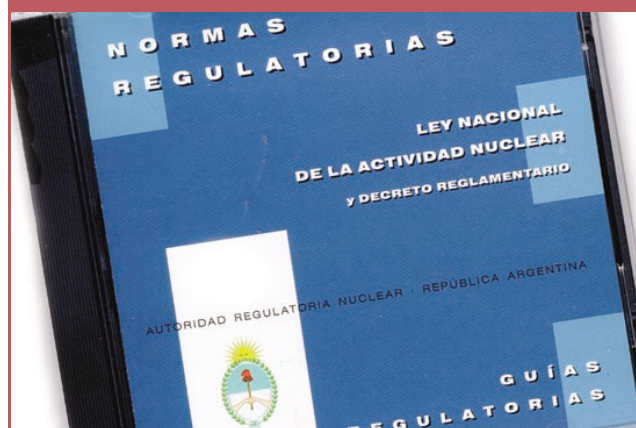 NORMAS
REGULATORIAS
LEY NACIONAL
DE LA ACTIVIDAD NUCLEAR
y DECRETO REGLAMENTARIO
AUTORIDAD REGULATORIA NUCLEAR · REPÚBLICA ARGENTINA
GUÍAS
REGULATORIAS